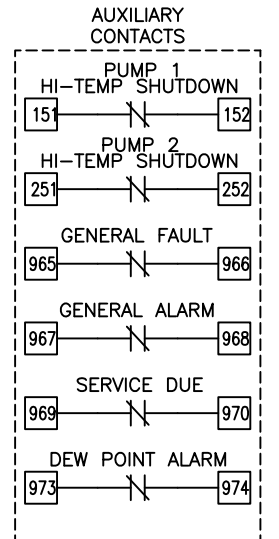 AUXILIARY
CONTACTS
PUMP 1
HI-TEMP SHUTDOWN
151 152
PUMP 2
HI-TEMP SHUTDOWN
251 252
GENERAL FAULT
965 966
GENERAL ALARM
967 968
SERVICE DUE
969 970
DEW POINT ALARM
973 974